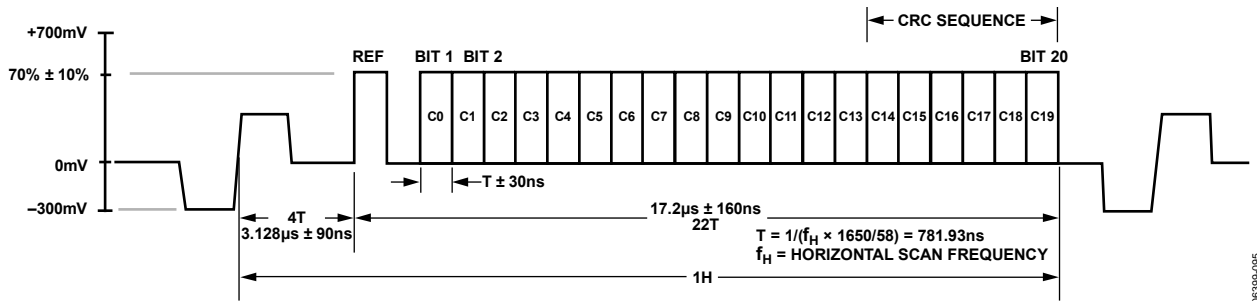 CRC SEQUENCE
+700mV
REF
BIT 1
BIT 2
BIT 20
70% ± 10%
C0
C1
C2
C3
C4
C5
C6
C7
C8
C9
C10
C11
C12
C13
C14
C15
C16
C17
C18
C19
0mV
T ± 30ns
–300mV
4T
3.128µs ± 90ns
17.2µs ± 160ns
22T
T = 1/(fH × 1650/58) = 781.93ns
fH = HORIZONTAL SCAN FREQUENCY
1H
06399-095